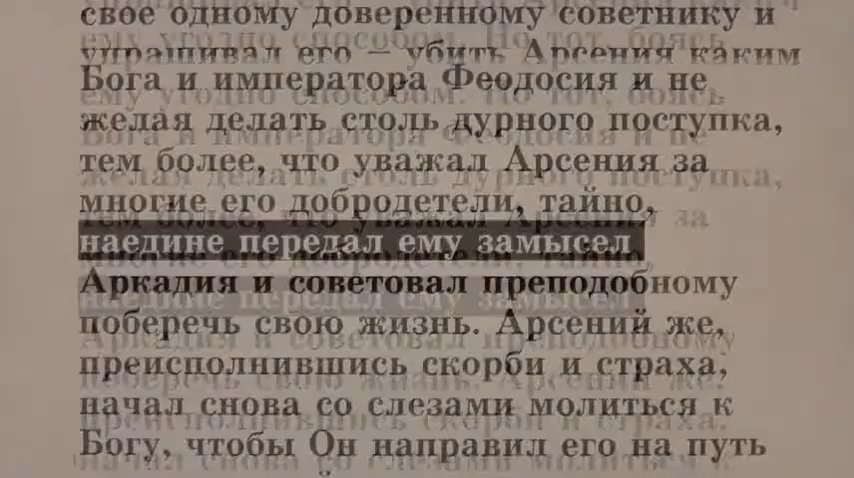 свое одному доверенному советнику и
упрашивал его — убить Арсения каким
Бога и императора Феодосия и не
желая делать столь дурного поступка,
тем более, что уважал Арсения за
многие его добродетели, тайно,
наедине передал ему замысел
Аркадия и советовал преподобному
поберечь свою жизнь. Арсений же,
преисполнившись скорби и страха,
начал снова со слезами молиться к
Богу, чтобы Он направил его на путь